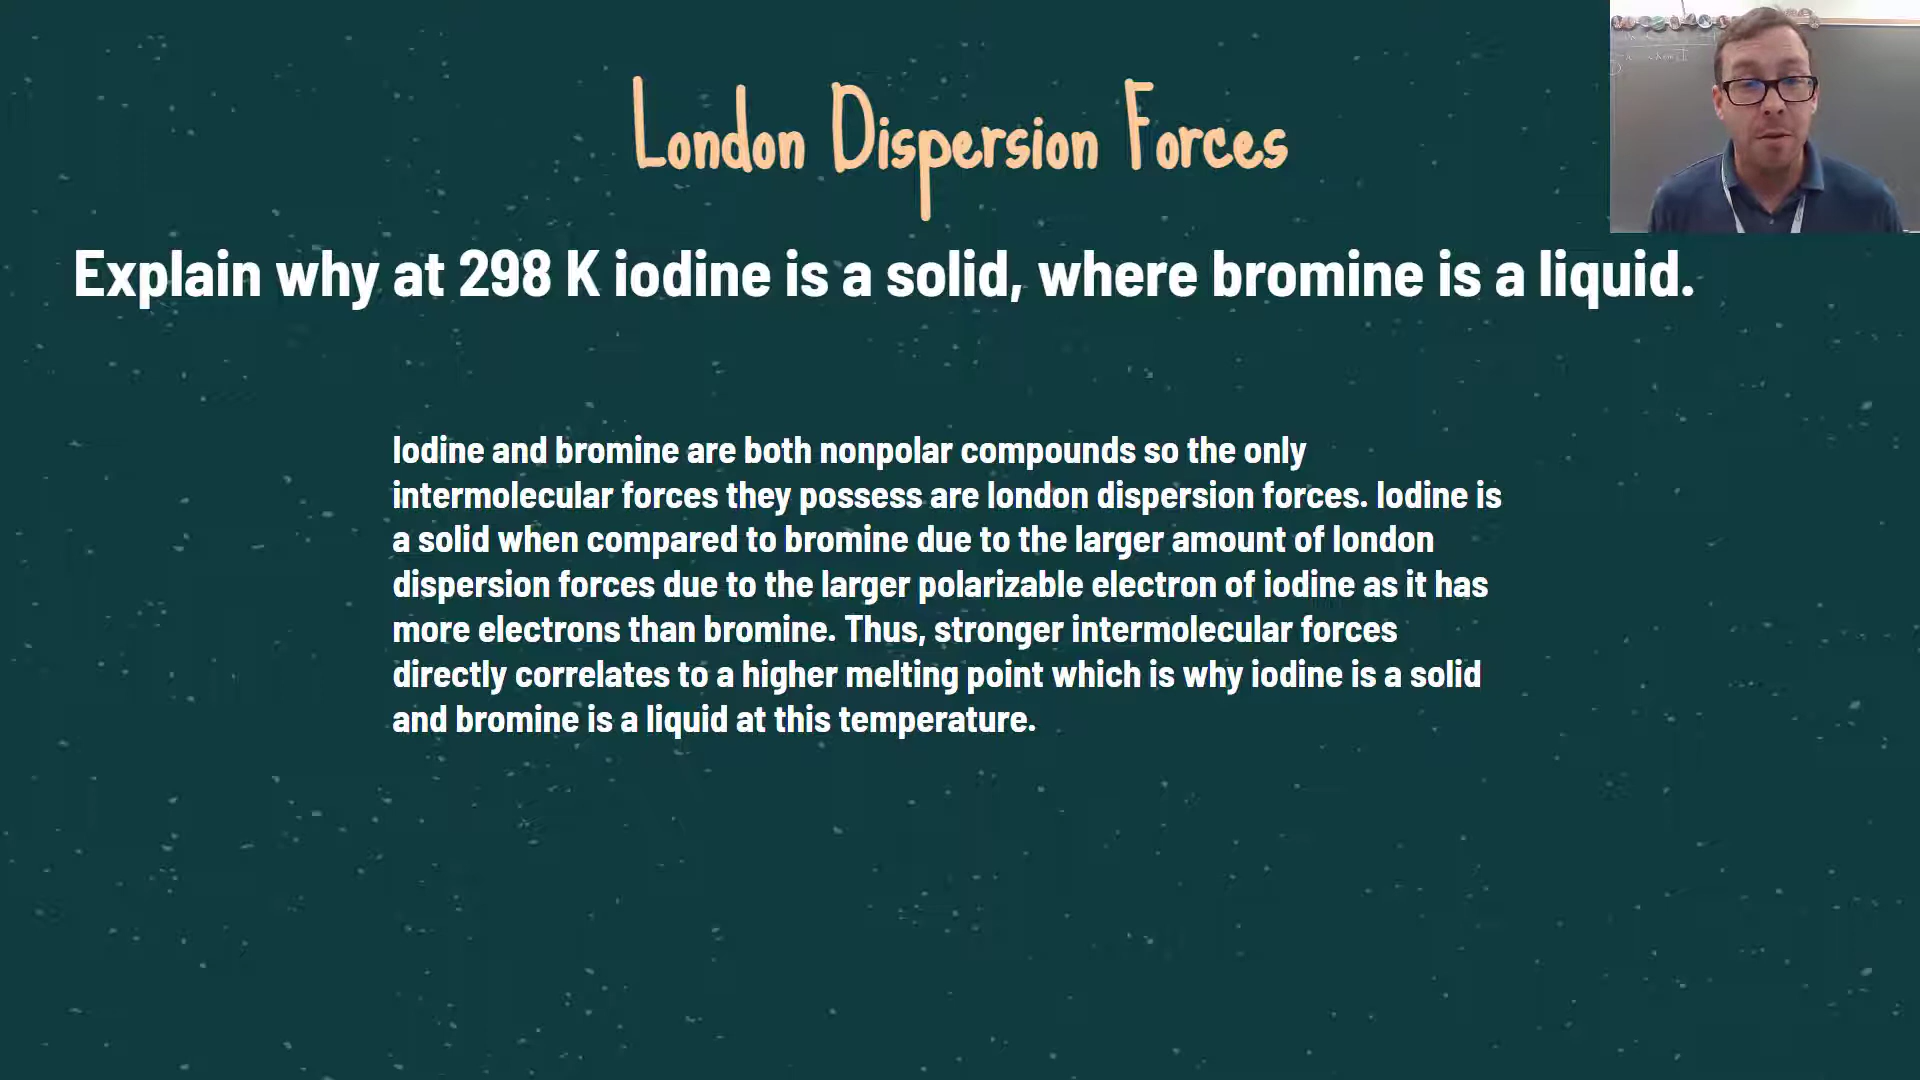 London Dispersion Forces
Explain why at 298 K iodine is a solid, where bromine is a liquid.
Iodine and bromine are both nonpolar compounds so the only
intermolecular forces they possess are london dispersion forces. Iodine is
a solid when compared to bromine due to the larger amount of london
dispersion forces due to the larger polarizable electron of iodine as it has
more electrons than bromine. Thus, stronger intermolecular forces
directly correlates to a higher melting point which is why iodine is a solid
and bromine is a liquid at this temperature.